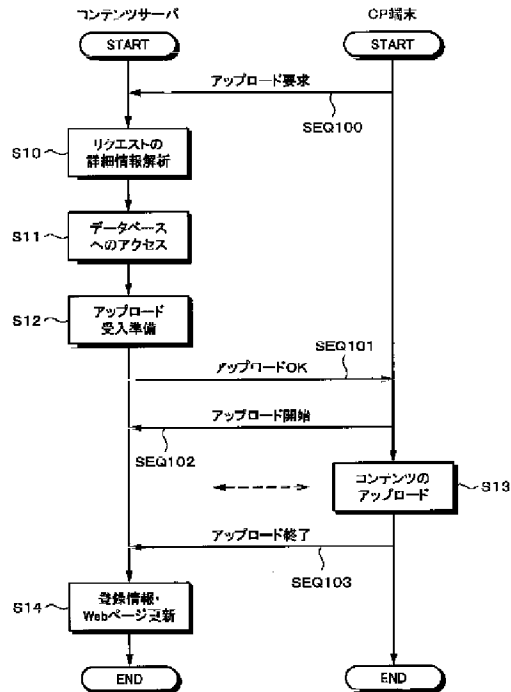 コンテンツサーバ
CP端末
START
START
アップロード要求
SEQ100
S10
リクエストの
詳細情報解析
S11
データベース
へのアクセス
S12
アップロード
受入準備
SEQ101
アップロードOK
アップロード開始
SEQ102
コンテンツの
アップロード
S13
アップロード終了
SEQ103
S14
登録情報・
Webページ更新
END
END